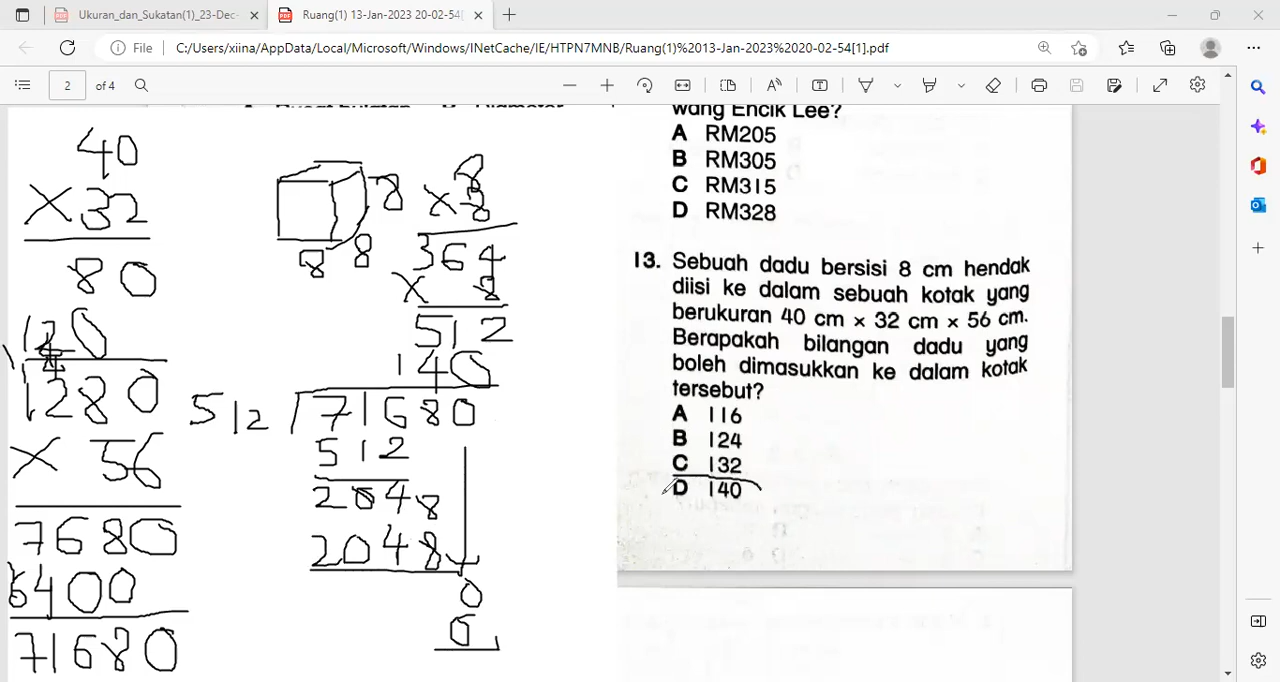 Ukuran_dan_Sukatan(1)_23-Dec-
Ruang(1) 13-Jan-2023 20-02-54[
File
C:/Users/xiina/AppData/Local/Microsoft/Windows/INetCache/IE/HTPN7MNB/Ruang(1)%2013-Jan-2023%2020-02-54[1].pdf
2 of 4
wang Encik Lee?
A RM205
B RM305
C RM315
D RM328
13. Sebuah dadu bersisi 8 cm hendak
diisi ke dalam sebuah kotak yang
berukuran 40 cm × 32 cm × 56 cm.
Berapakah bilangan dadu yang
boleh dimasukkan ke dalam kotak
tersebut?
A 116
B 124
C 132
D 140
40
× 32
80
120
1280
× 56
7680
6400
71680
8
8 8
8
× 8
364
× 8
512
140
512 71680
512
2048
2048
0
0